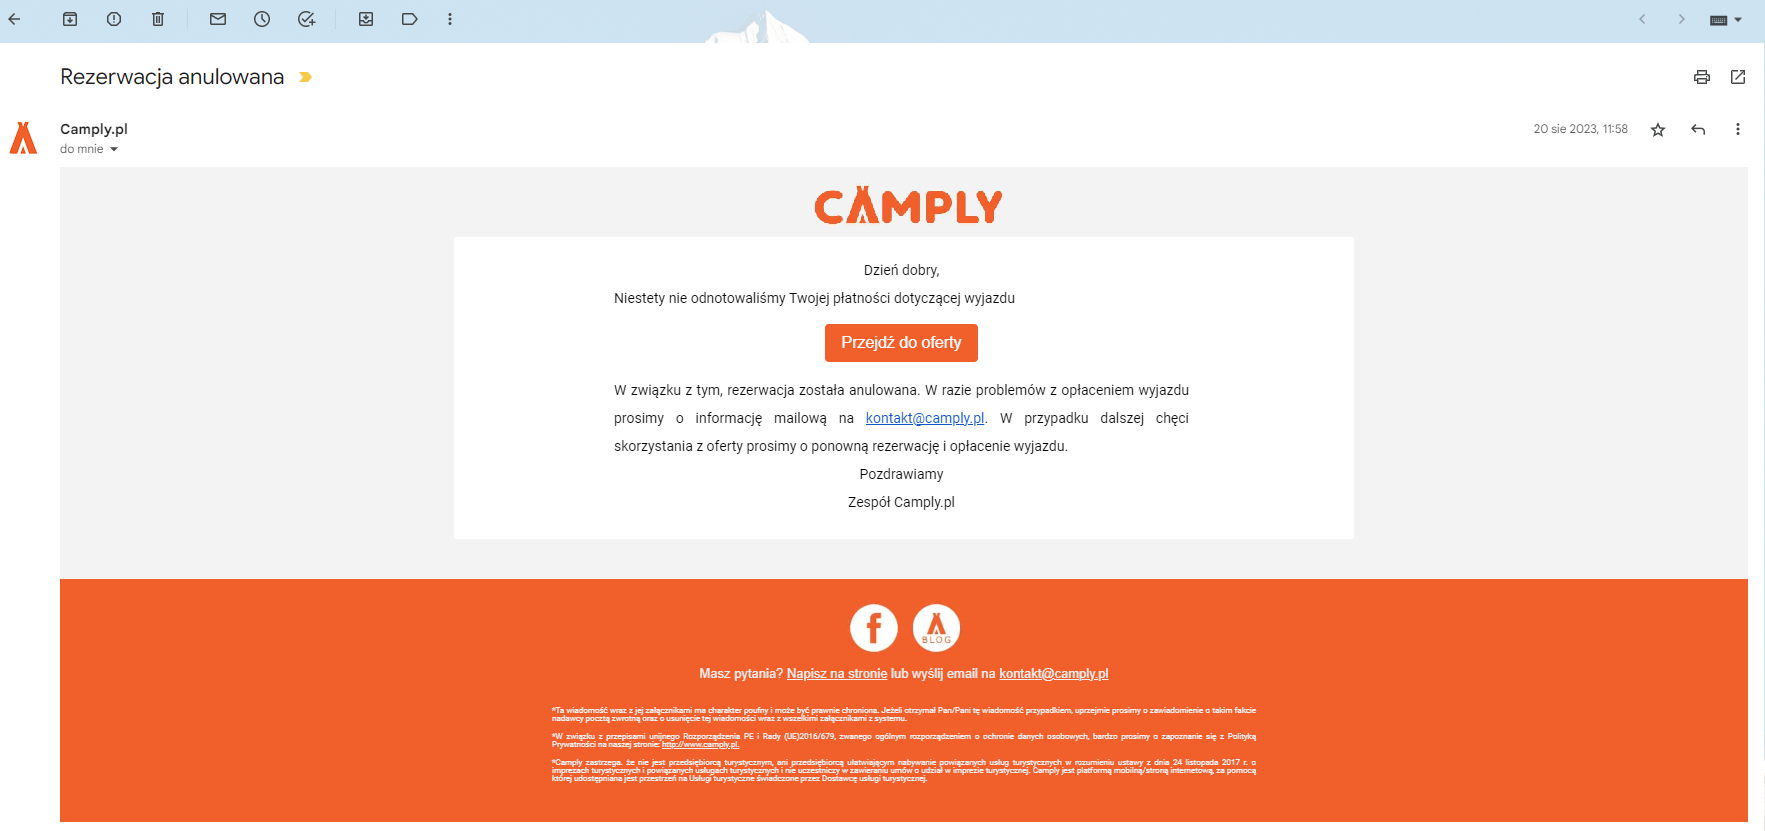 Rezerwacja anulowana
Camply.pl
20 sie 2023, 11:58
do mnie
CAMPLY
Dzień dobry,
Niestety nie odnotowaliśmy Twojej płatności dotyczącej wyjazdu
Przejdź do oferty
W związku z tym, rezerwacja została anulowana. W razie problemów z opłaceniem wyjazdu
prosimy o informację mailową na kontakt@camply.pl. W przypadku dalszej chęci
skorzystania z oferty prosimy o ponowną rezerwację i opłacenie wyjazdu.
Pozdrawiamy
Zespół Camply.pl
f
BLOG
Masz pytania? Napisz na stronie lub wyślij email na kontakt@camply.pl
*Ta wiadomość wraz z jej załącznikami ma charakter poufny i może być prawnie chroniona. Jeżeli otrzymał Pan/Pani tę wiadomość przypadkiem, uprzejmie prosimy o zawiadomienie o takim fakcie
nadawcy pocztą zwrotną oraz o usunięcie tej wiadomości wraz z wszelkimi załącznikami z systemu.
*W związku z przepisami unijnego Rozporządzenia PE i Rady (UE)2016/679, zwanego ogólnym rozporządzeniem o ochronie danych osobowych, bardzo prosimy o zapoznanie się z Polityką
Prywatności na naszej stronie: http://www.camply.pl.
*Camply zastrzega. że nie jest przedsiębiorcą turystycznym, ani przedsiębiorcą ułatwiającym nabywanie powiązanych usług turystycznych w rozumieniu ustawy z dnia 24 listopada 2017 r. o
imprezach turystycznych i powiązanych usługach turystycznych i nie uczestniczy w zawieraniu umów o udział w imprezie turystycznej. Camply jest platformą mobilną/stroną internetową, za pomocą
której udostępniana jest przestrzeń na Usługi turystyczne świadczone przez Dostawcę usługi turystycznej.